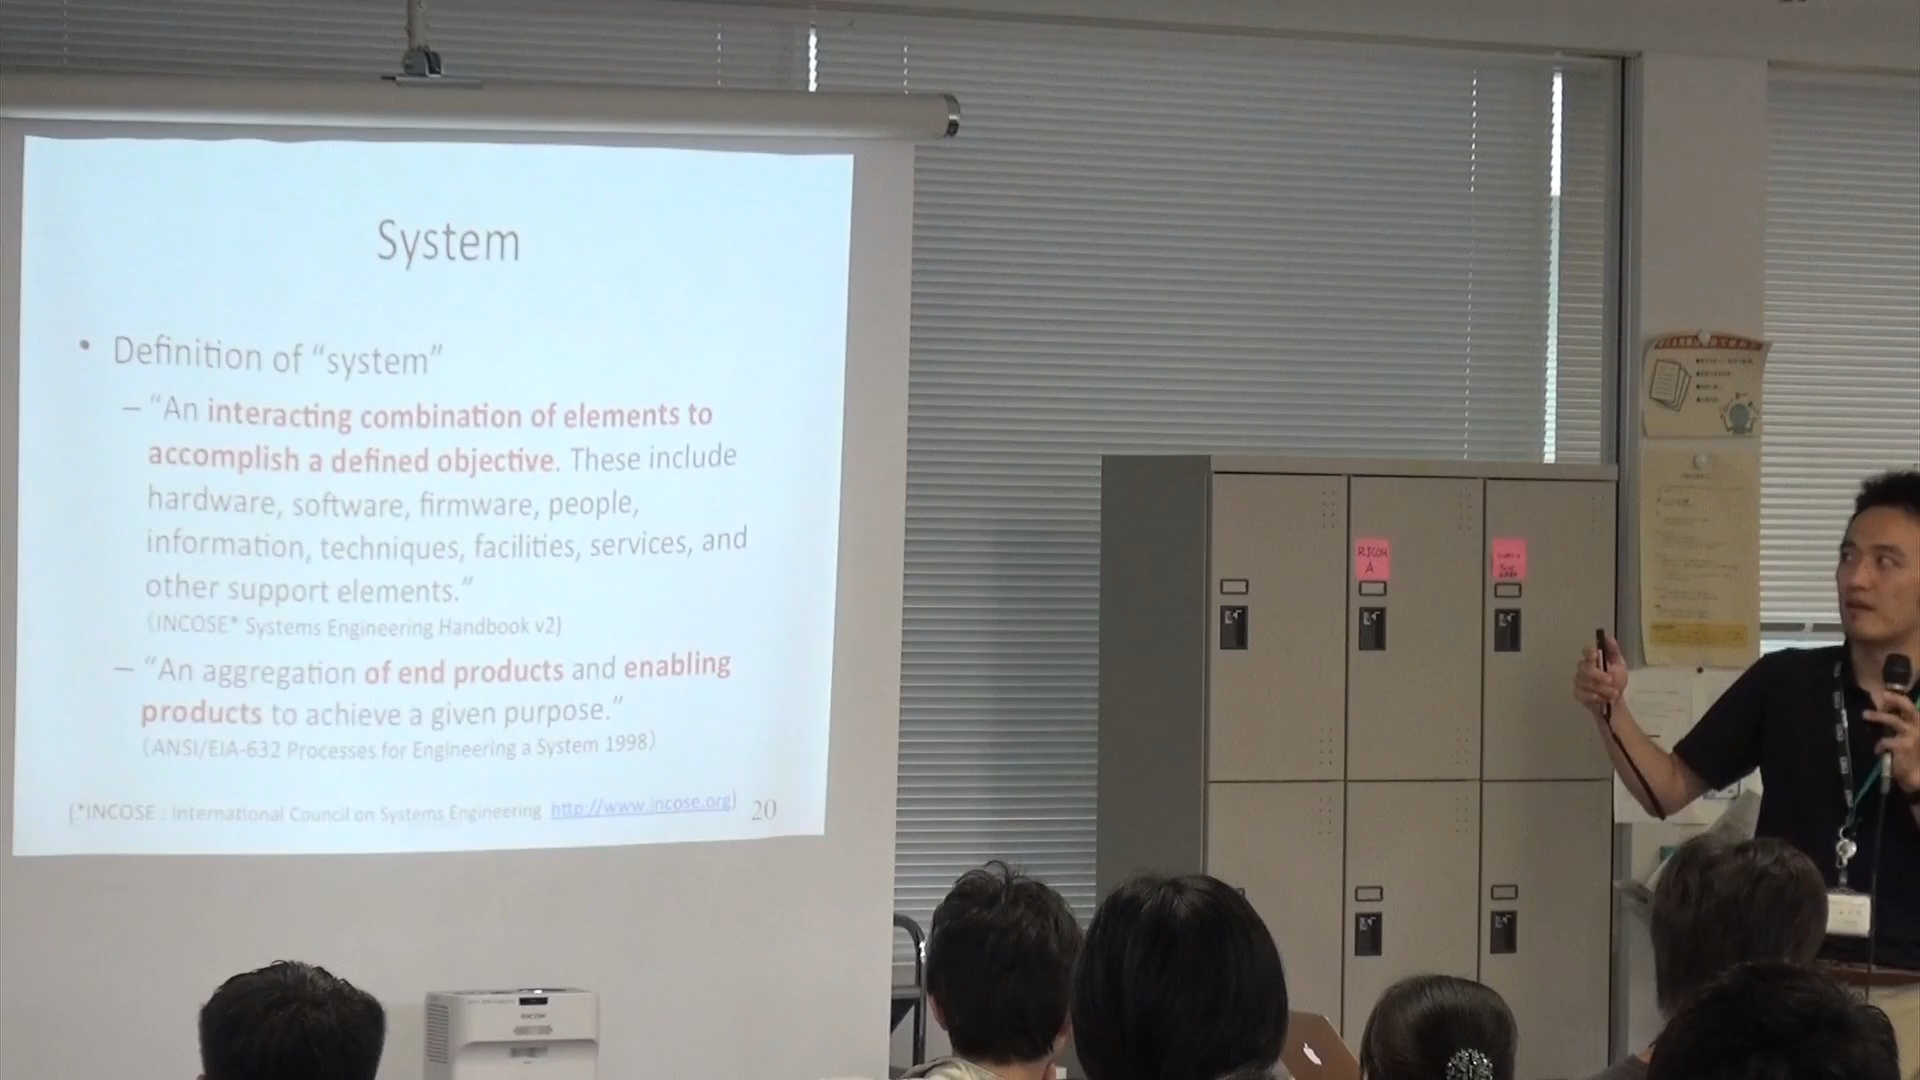 System
• Definition of “system”
– “An interacting combination of elements to
accomplish a defined objective. These include
hardware, software, firmware, people,
information, techniques, facilities, services, and
other support elements.”
(INCOSE* Systems Engineering Handbook v2)
– “An aggregation of end products and enabling
products to achieve a given purpose.”
(ANSI/EIA-632 Processes for Engineering a System 1998)
(*INCOSE : International Council on Systems Engineering http://www.incose.org)
20
RICOH
A
RICOH